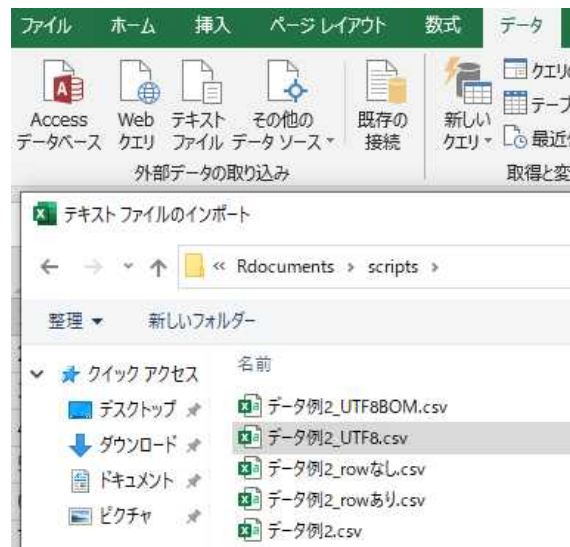 ファイル ホーム 挿入 ページ レイアウト 数式 データ
Access データベース
Web クエリ
テキスト ファイル
その他の データ ソース
既存の 接続
新しい クエリ
テーブ
最近
外部データの取り込み
取得と変
テキスト ファイルのインポート
« Rdocuments › scripts ›
整理 新しいフォルダー
クイック アクセス
デスクトップ
ダウンロード
ドキュメント
ピクチャ
名前
データ例2_UTF8BOM.csv
データ例2_UTF8.csv
データ例2_rowなし.csv
データ例2_rowあり.csv
データ例2.csv